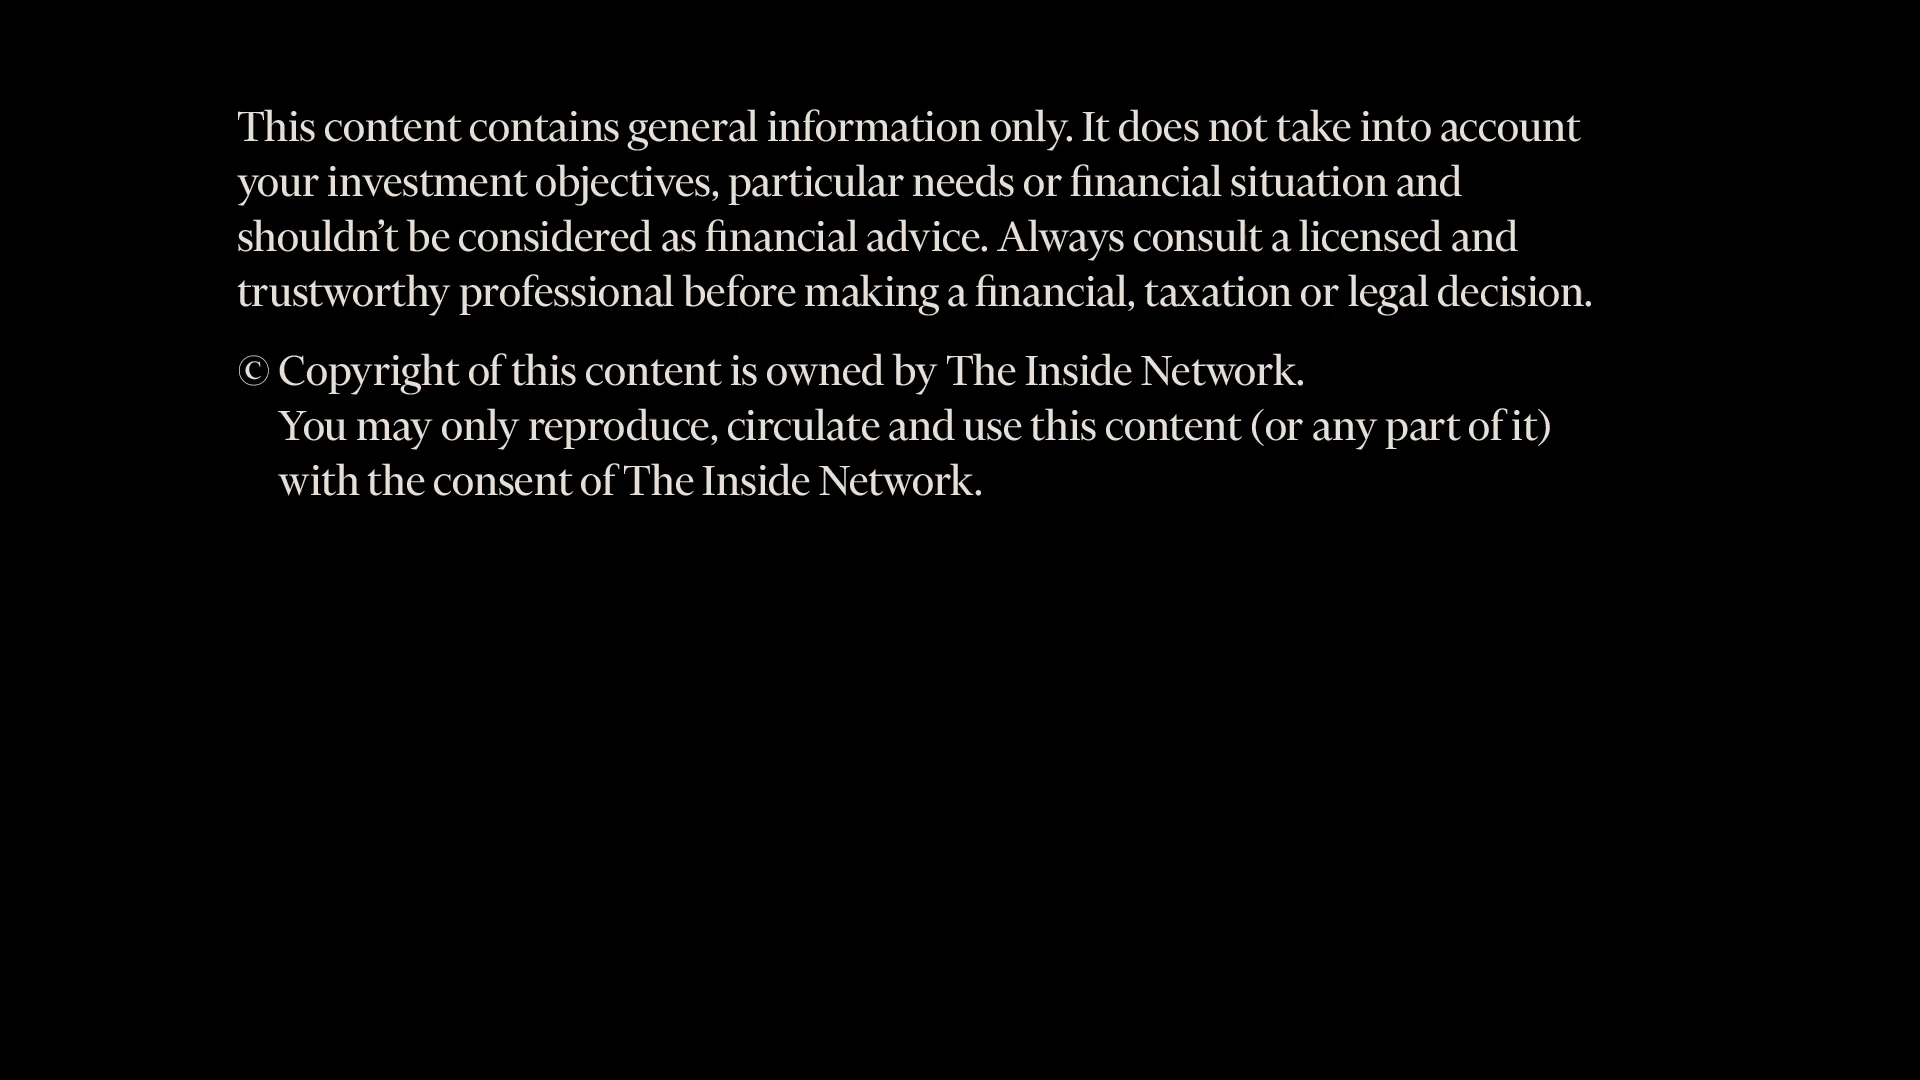 This content contains general information only. It does not take into account
your investment objectives, particular needs or financial situation and
shouldn’t be considered as financial advice. Always consult a licensed and
trustworthy professional before making a financial, taxation or legal decision.
© Copyright of this content is owned by The Inside Network.
You may only reproduce, circulate and use this content (or any part of it)
with the consent of The Inside Network.